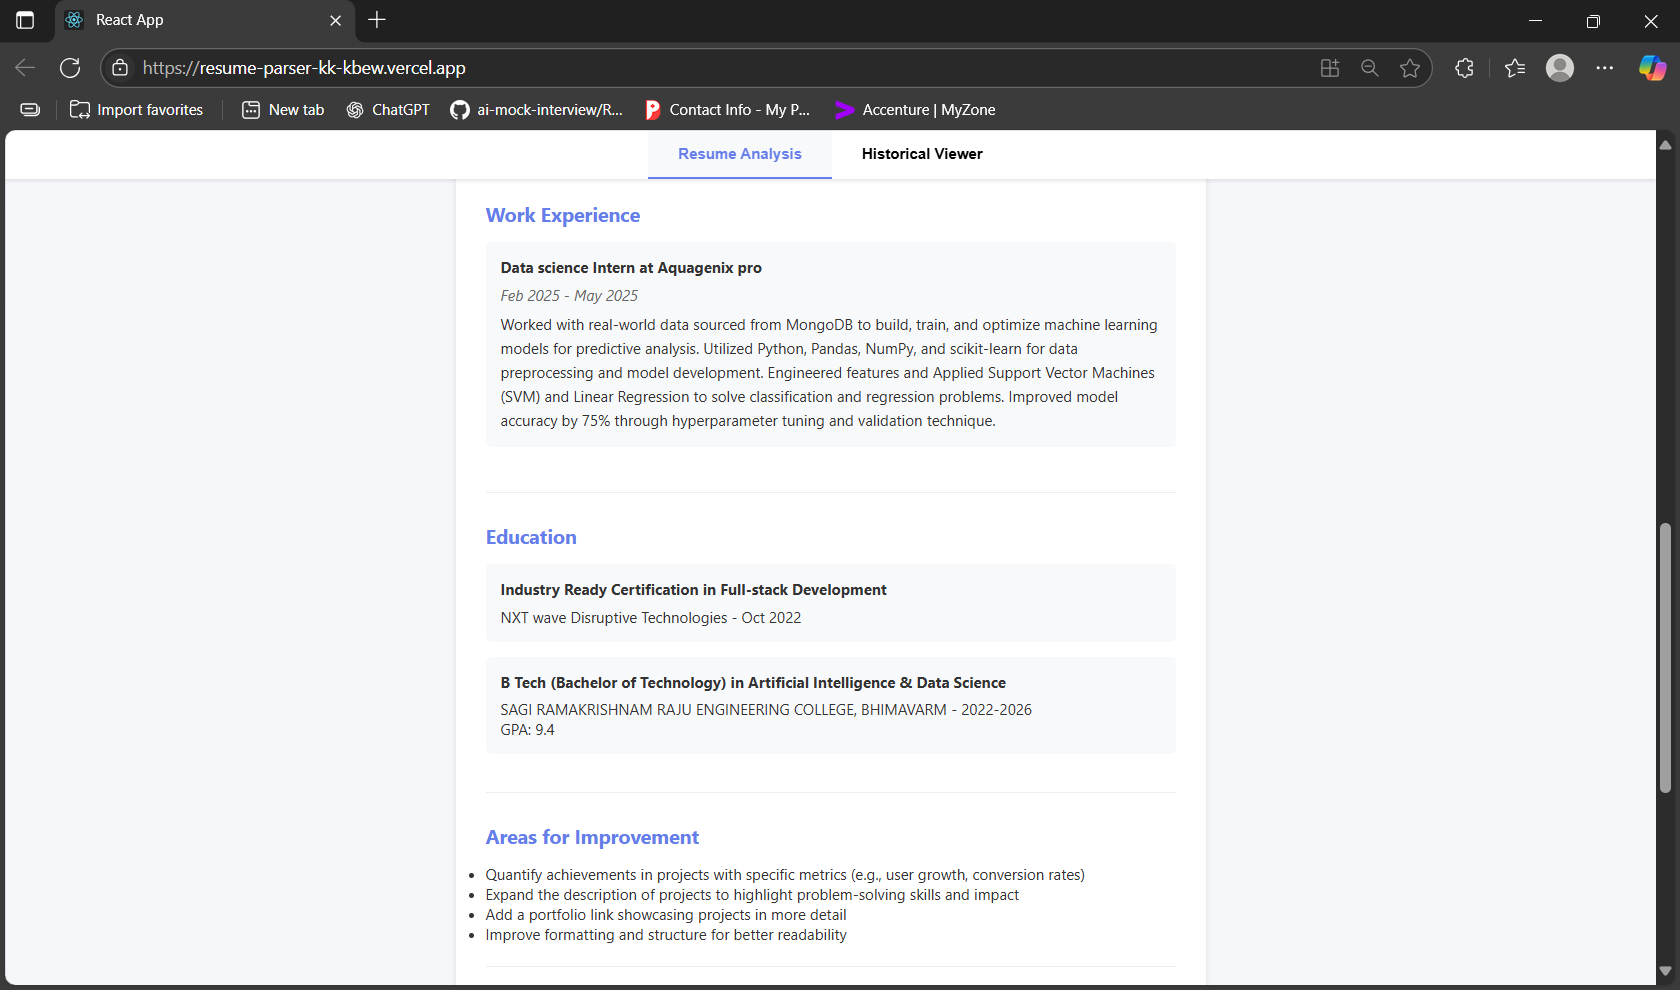 React App
https://resume-parser-kk-kbew.vercel.app
Import favorites
New tab
ChatGPT
ai-mock-interview/R...
Contact Info - My P...
Accenture | MyZone
Resume Analysis
Historical Viewer
Work Experience
Data science Intern at Aquagenix pro
Feb 2025 - May 2025
Worked with real-world data sourced from MongoDB to build, train, and optimize machine learning
models for predictive analysis. Utilized Python, Pandas, NumPy, and scikit-learn for data
preprocessing and model development. Engineered features and Applied Support Vector Machines
(SVM) and Linear Regression to solve classification and regression problems. Improved model
accuracy by 75% through hyperparameter tuning and validation technique.
Education
Industry Ready Certification in Full-stack Development
NXT wave Disruptive Technologies - Oct 2022
B Tech (Bachelor of Technology) in Artificial Intelligence & Data Science
SAGI RAMAKRISHNAM RAJU ENGINEERING COLLEGE, BHIMAVARM - 2022-2026
GPA: 9.4
Areas for Improvement
• Quantify achievements in projects with specific metrics (e.g., user growth, conversion rates)
• Expand the description of projects to highlight problem-solving skills and impact
• Add a portfolio link showcasing projects in more detail
• Improve formatting and structure for better readability